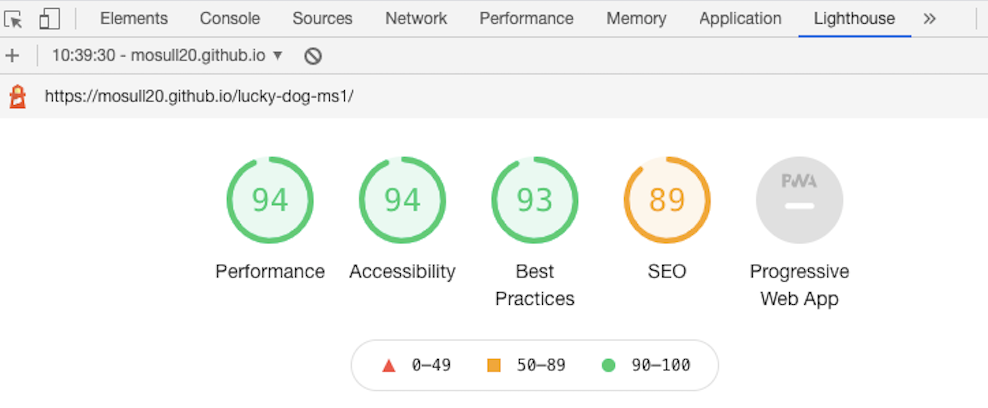 Elements Console Sources Network Performance Memory Application Lighthouse »
+ 10:39:30 - mosull20.github.io ▼
https://mosull20.github.io/lucky-dog-ms1/
94 94 93 89 PWA
Performance Accessibility Best Practices SEO Progressive Web App
0–49 50–89 90–100